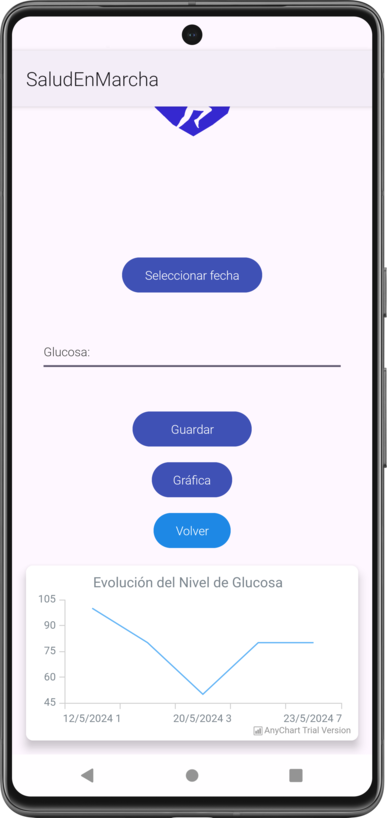 SaludEnMarcha
Seleccionar fecha
Glucosa:
Guardar
Gráfica
Volver
Evolución del Nivel de Glucosa
105
90
75
60
45
12/5/2024 1 20/5/2024 3 23/5/2024 7
AnyChart Trial Version